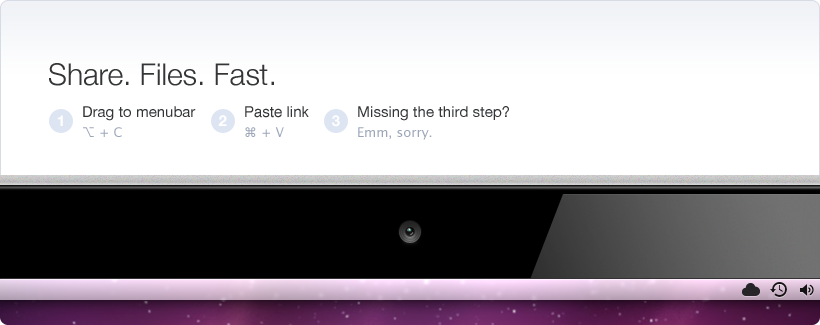 Share. Files. Fast.
1 Drag to menubar
⌥ + C
2 Paste link
⌘ + V
3 Missing the third step?
Emm, sorry.